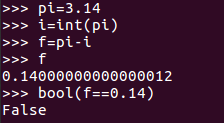 >>> pi=3.14
>>> i=int(pi)
>>> f=pi-i
>>> f
0.14000000000000012
>>> bool(f==0.14)
False